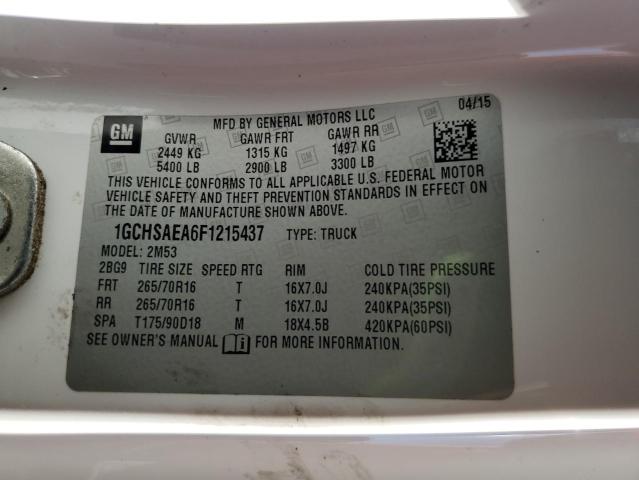 GM
MFD BY GENERAL MOTORS LLC 04/15
GVWR GAWR FRT GAWR RR
2449 KG 1315 KG 1497 KG
5400 LB 2900 LB 3300 LB
THIS VEHICLE CONFORMS TO ALL APPLICABLE U.S. FEDERAL MOTOR
VEHICLE SAFETY AND THEFT PREVENTION STANDARDS IN EFFECT ON
THE DATE OF MANUFACTURE SHOWN ABOVE.
1GCHSAEA6F1215437 TYPE: TRUCK
MODEL: 2M53
2BG9 TIRE SIZE SPEED RTG RIM COLD TIRE PRESSURE
FRT 265/70R16 T 16X7.0J 240KPA(35PSI)
RR 265/70R16 T 16X7.0J 240KPA(35PSI)
SPA T175/90D18 M 18X4.5B 420KPA(60PSI)
SEE OWNER'S MANUAL FOR MORE INFORMATION.